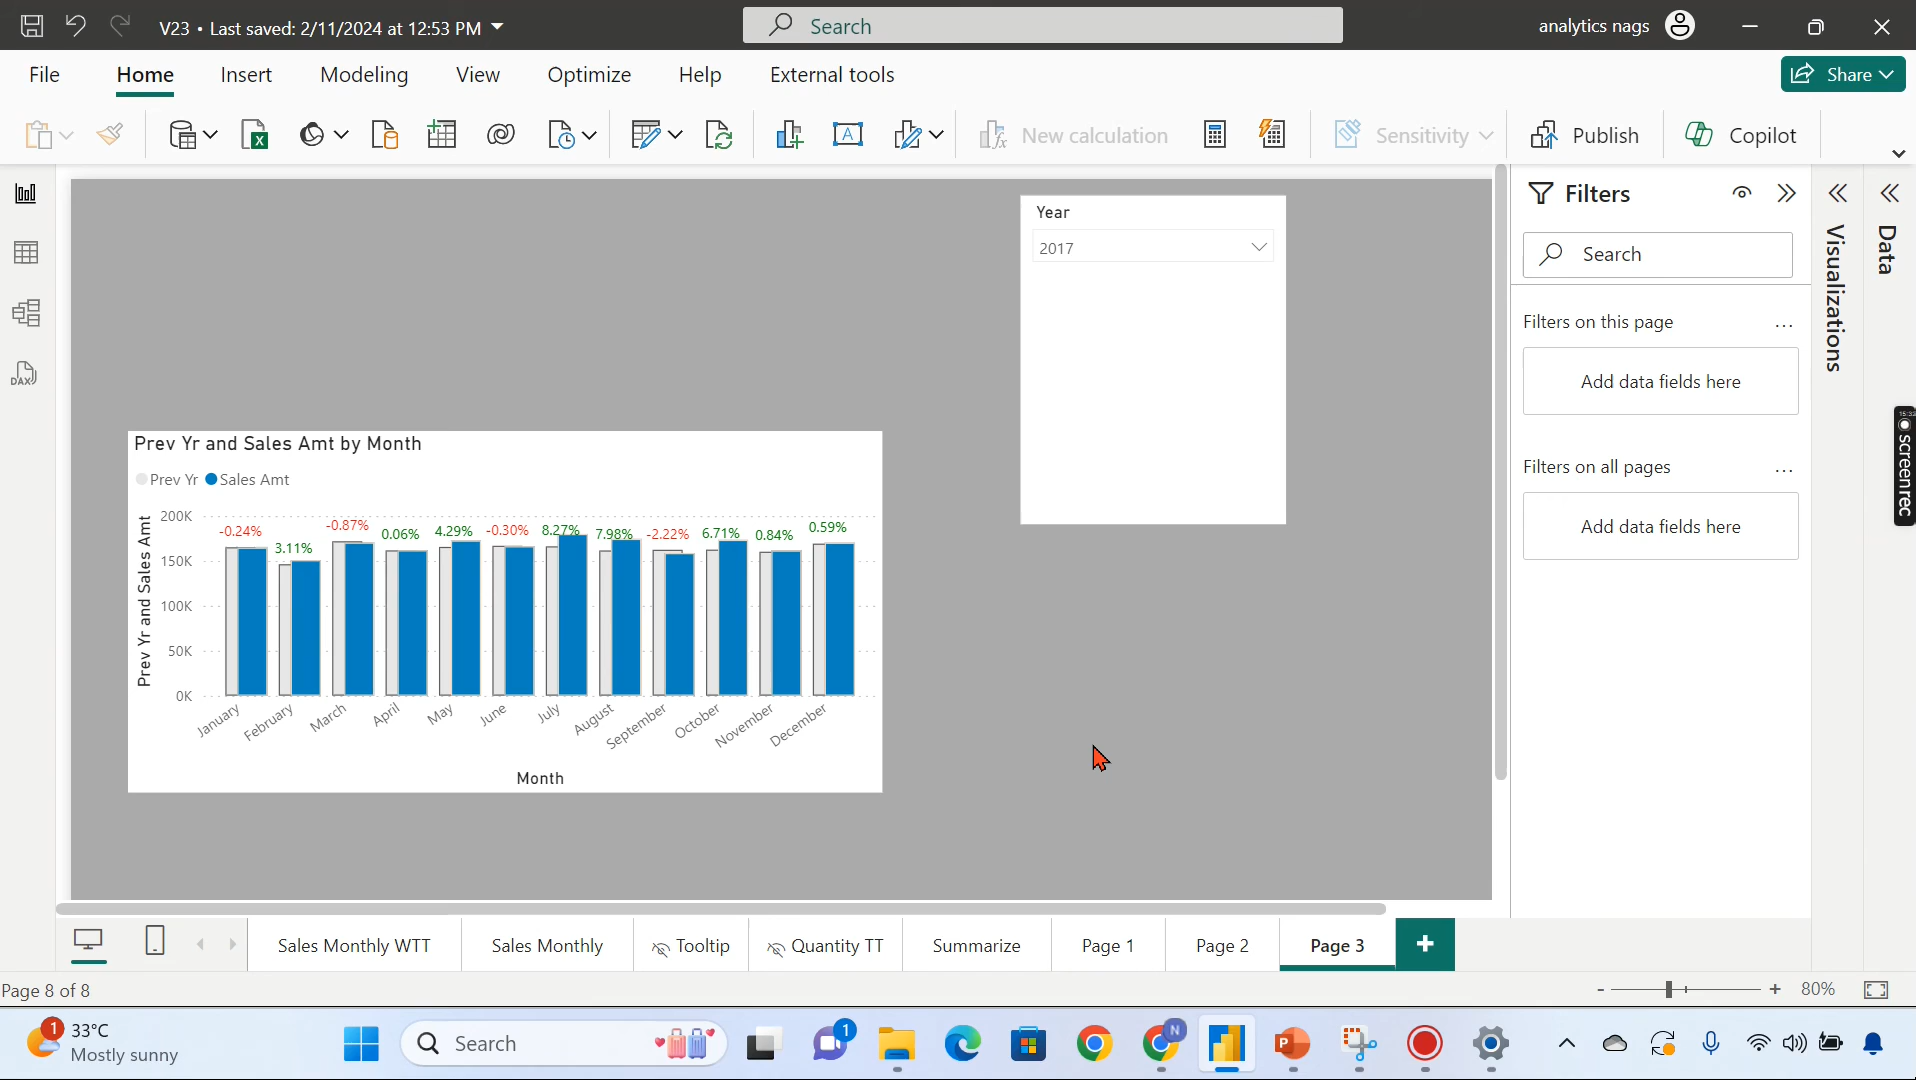 V23 • Last saved: 2/11/2024 at 12:53 PM
Search
analytics nags
File Home Insert Modeling View Optimize Help External tools
Share
New calculation
Sensitivity
Publish
Copilot
DAX
Year
2017
Filters
Search
Filters on this page
...
Add data fields here
Filters on all pages
...
Add data fields here
Visualizations
Data
screenrec
Prev Yr and Sales Amt by Month
Prev Yr Sales Amt
Prev Yr and Sales Amt
200K
150K
100K
50K
0K
-0.24% 3.11% -0.87% 0.06% 4.29% -0.30% 8.27% 7.98% -2.22% 6.71% 0.84% 0.59%
January February March April May June July August September October November December
Month
Sales Monthly WTT Sales Monthly Tooltip Quantity TT Summarize Page 1 Page 2 Page 3 +
Page 8 of 8
- + 80%
1
33°C
Mostly sunny
Search
1
N
P